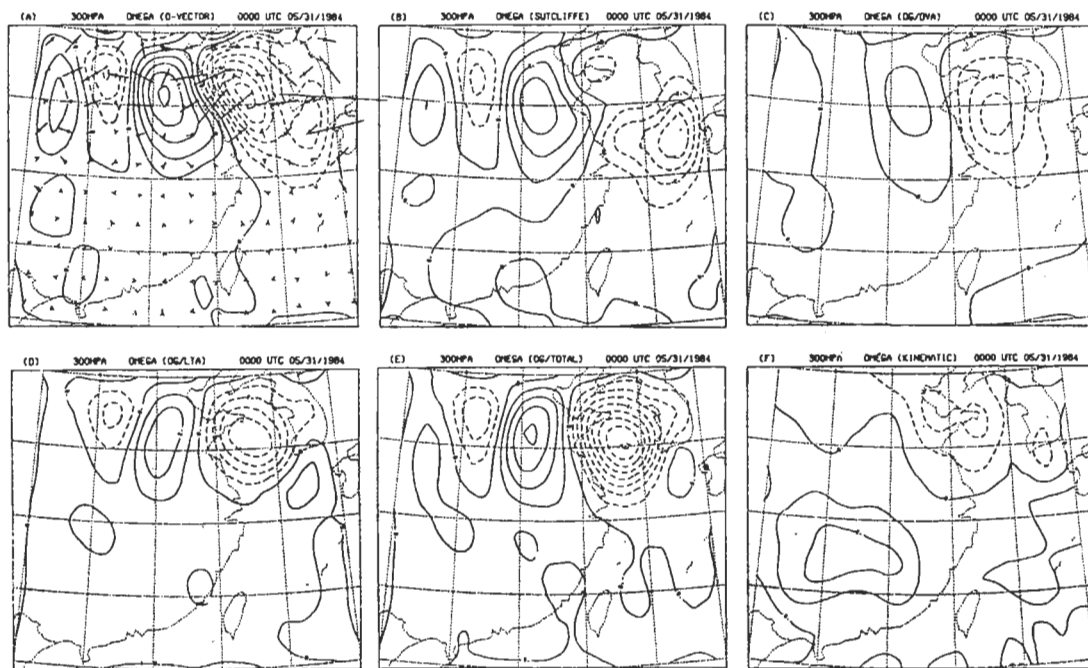 (A) 300HPA OMEGA (Q-VECTOR) 0000 UTC 05/31/1984
(B) 300HPA OMEGA (SUTCLIFFE) 0000 UTC 05/31/1984
(C) 300HPA OMEGA (QG/DVA) 0000 UTC 05/31/1984
(D) 300HPA OMEGA (QG/LTA) 0000 UTC 05/31/1984
(E) 300HPA OMEGA (QG/TOTAL) 0000 UTC 05/31/1984
(F) 300HPA OMEGA (KINEMATIC) 0000 UTC 05/31/1984